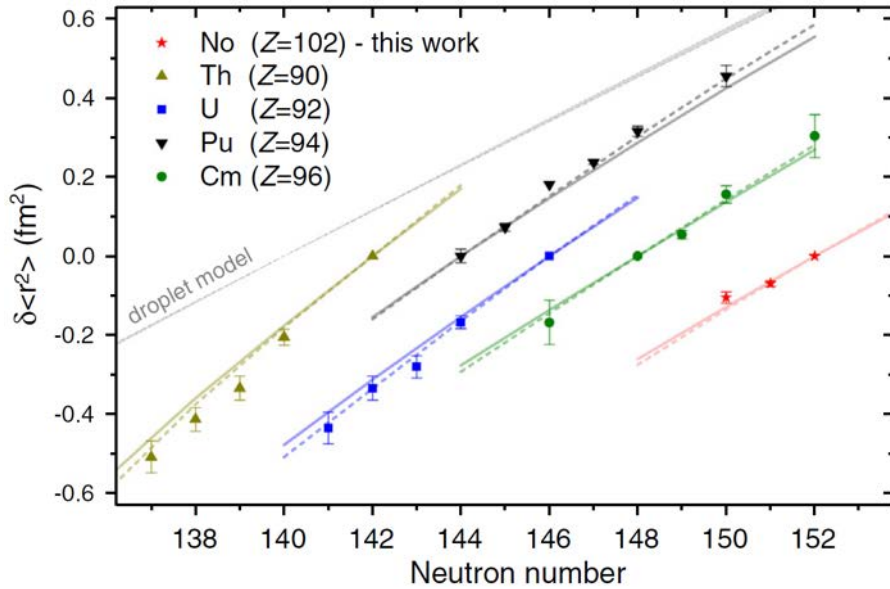 No (Z=102) - this work
Th (Z=90)
U (Z=92)
Pu (Z=94)
Cm (Z=96)
droplet model
δ<r²> (fm²)
0.6
0.4
0.2
0.0
-0.2
-0.4
-0.6
138 140 142 144 146 148 150 152
Neutron number